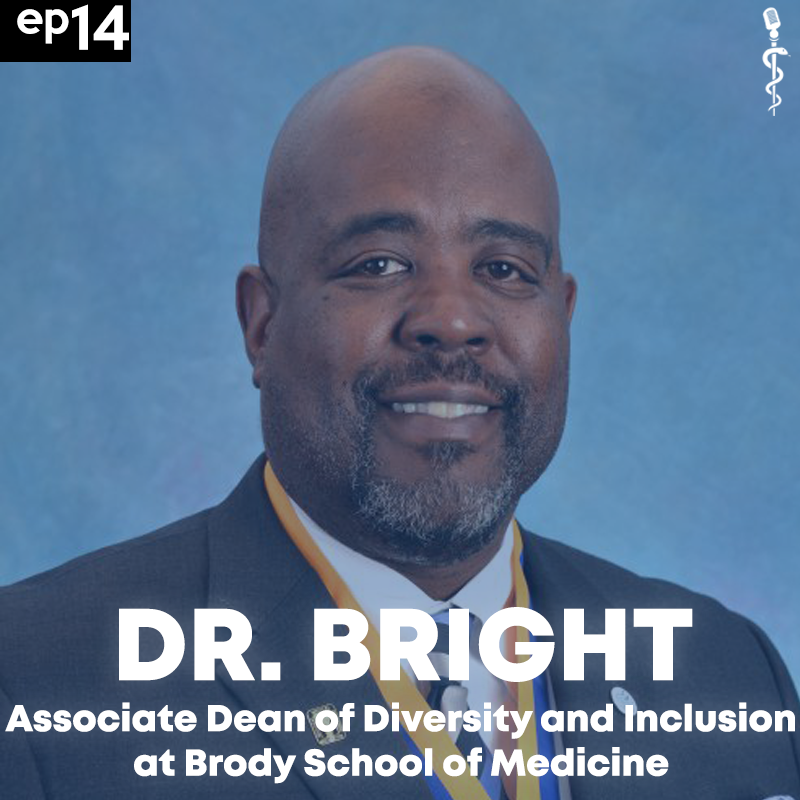 ep14
DR. BRIGHT
Associate Dean of Diversity and Inclusion
at Brody School of Medicine